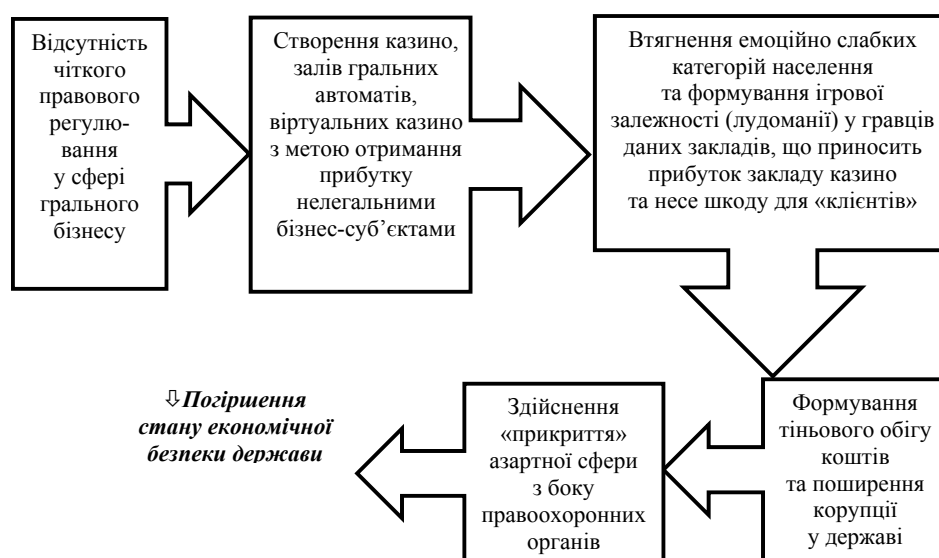 Відсутність
чіткого
правового
регулю-
вання
у сфері
грального
бізнесу
Створення казино,
залів гральних
автоматів,
віртуальних казино
з метою отримання
прибутку
нелегальними
бізнес-суб’єктами
Втягнення емоційно слабких
категорій населення
та формування ігрової
залежності (лудоманії) у гравців
даних закладів, що приносить
прибуток закладу казино
та несе шкоду для «клієнтів»
Формування
тіньового обігу
коштів
та поширення
корупції
у державі
Здійснення
«прикриття»
азартної сфери
з боку
правоохоронних
органів
⇩Погіршення
стану економічної
безпеки держави